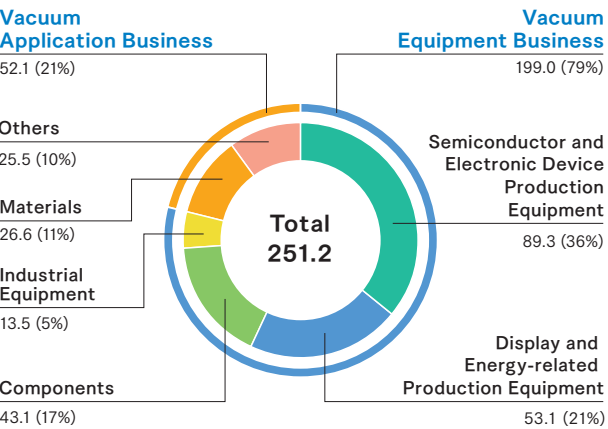 Vacuum
Application Business
52.1 (21%)
Vacuum
Equipment Business
199.0 (79%)
Others
25.5 (10%)
Materials
26.6 (11%)
Industrial
Equipment
13.5 (5%)
Components
43.1 (17%)
Total
251.2
Semiconductor and
Electronic Device
Production
Equipment
89.3 (36%)
Display and
Energy-related
Production Equipment
53.1 (21%)